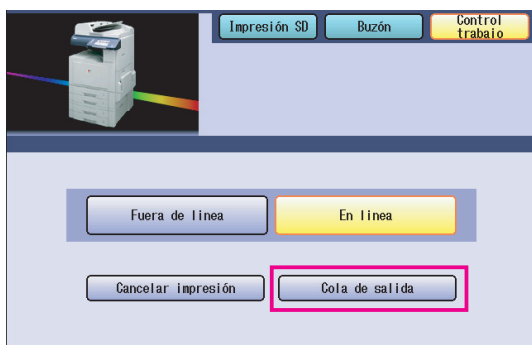 Impresión SD
Buzón
Control
trabajo
Fuera de linea
En linea
Cancelar impresión
Cola de salida